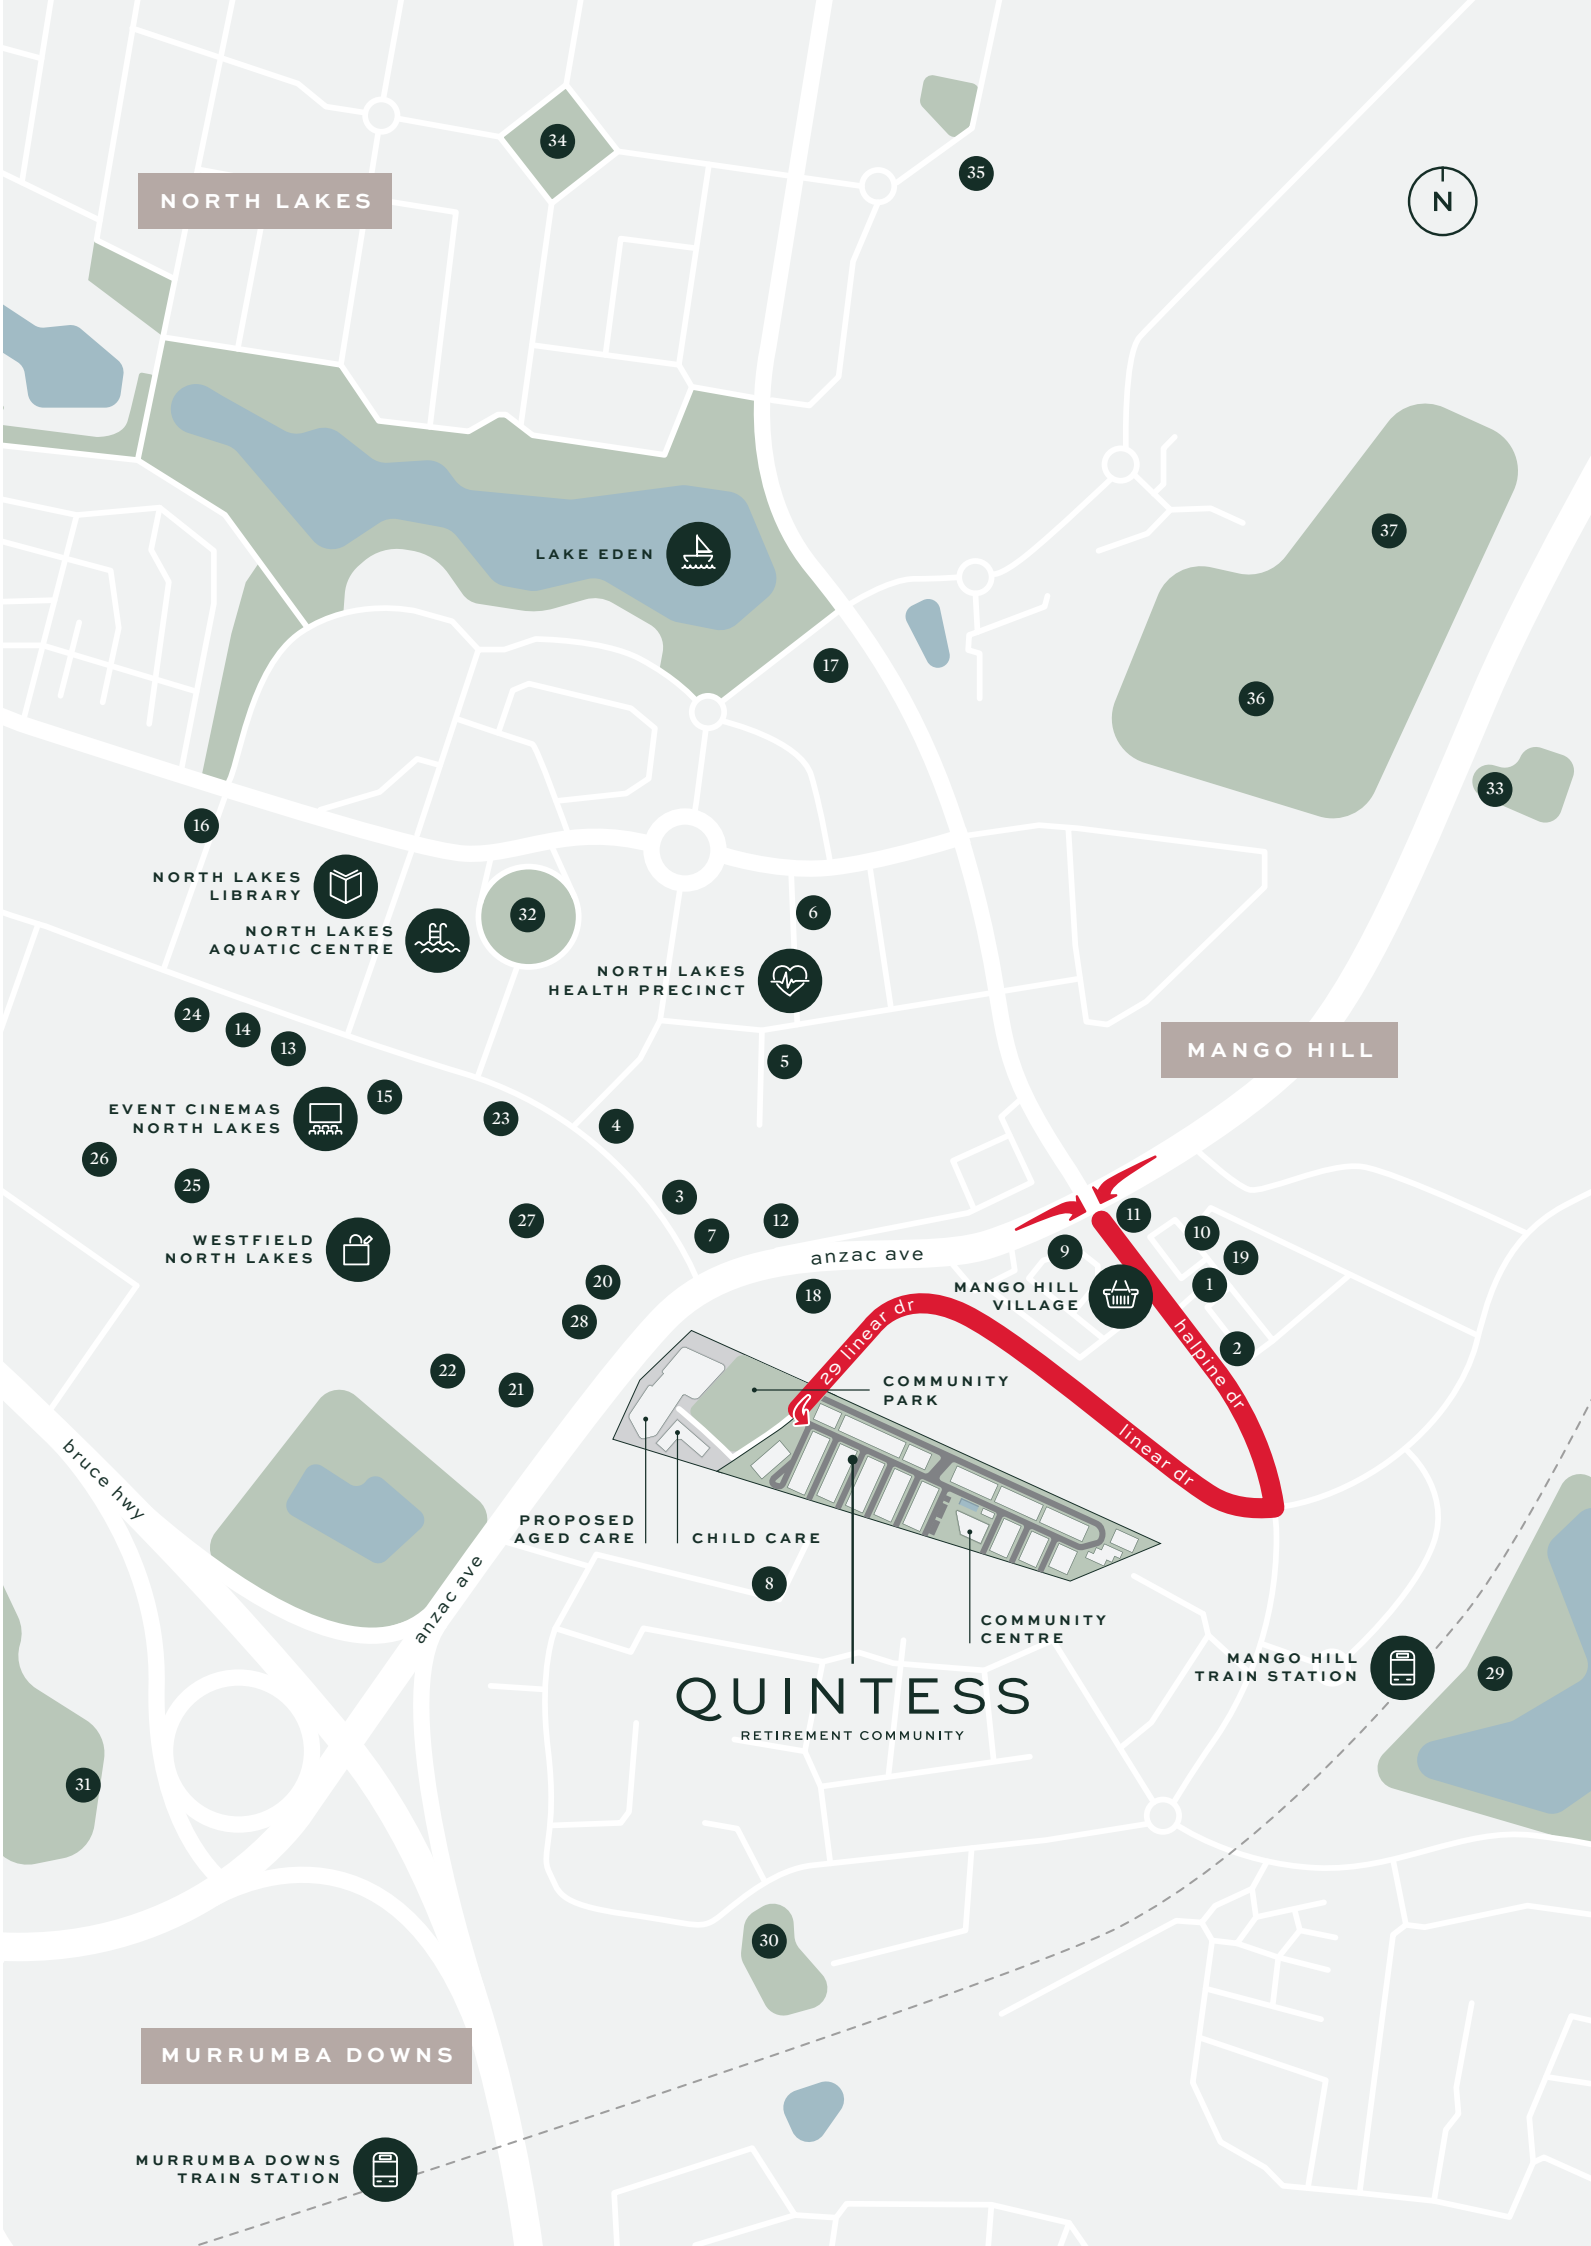 34
35
N
NORTH LAKES
LAKE EDEN
37
17
36
33
16
NORTH LAKES
LIBRARY
32
6
NORTH LAKES
AQUATIC CENTRE
NORTH LAKES
HEALTH PRECINCT
24
14
13
5
MANGO HILL
15
EVENT CINEMAS
NORTH LAKES
23
4
26
25
3
27
7
12
11
10
WESTFIELD
NORTH LAKES
anzac ave
9
19
20
18
MANGO HILL
VILLAGE
1
28
29 linear dr
halpine dr
2
22
21
COMMUNITY
PARK
linear dr
bruce hwy
PROPOSED
AGED CARE
CHILD CARE
anzac ave
8
COMMUNITY
CENTRE
MANGO HILL
TRAIN STATION
29
QUINTESS
RETIREMENT COMMUNITY
31
30
MURRUMBA DOWNS
MURRUMBA DOWNS
TRAIN STATION